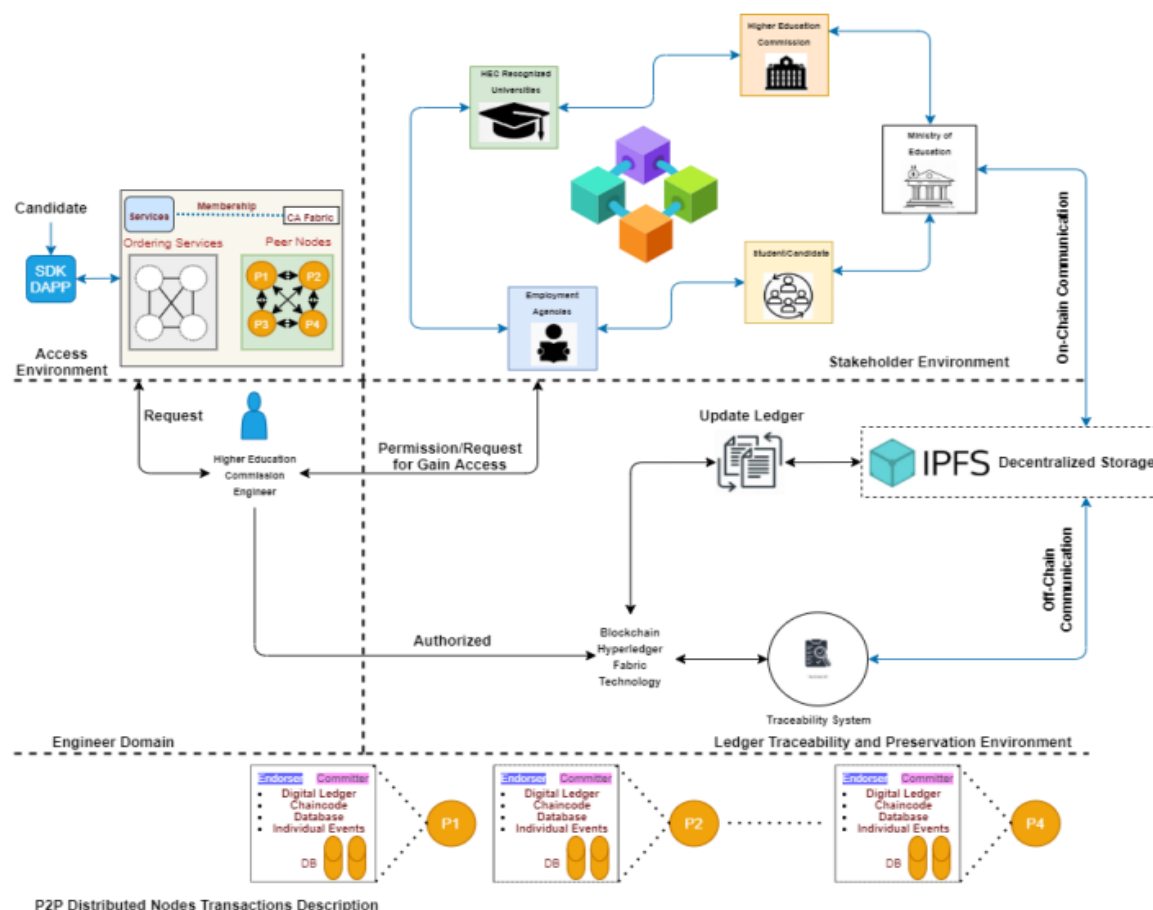 Candidate
SDK
DAPP
Services
Membership
CA Fabric
Ordering Services
Peer Nodes
P1
P2
P3
P4
Access
Environment
HEC Recognized
Universities
Higher Education
Commission
Ministry of
Education
Student/Candidate
Employment
Agencies
Stakeholder Environment
On-Chain Communication
Request
Higher Education
Commission
Engineer
Permission/Request
for Gain Access
Update Ledger
IPFS Decentralized Storage
Off-Chain
Communication
Authorized
Blockchain
Hyperledger
Fabric
Technology
Traceability System
Engineer Domain
Ledger Traceability and Preservation Environment
Endorser Committer
Digital Ledger
Chaincode
Database
Individual Events
DB
P1
Endorser Committer
Digital Ledger
Chaincode
Database
Individual Events
DB
P2
Endorser Committer
Digital Ledger
Chaincode
Database
Individual Events
DB
P4
P2P Distributed Nodes Transactions Description